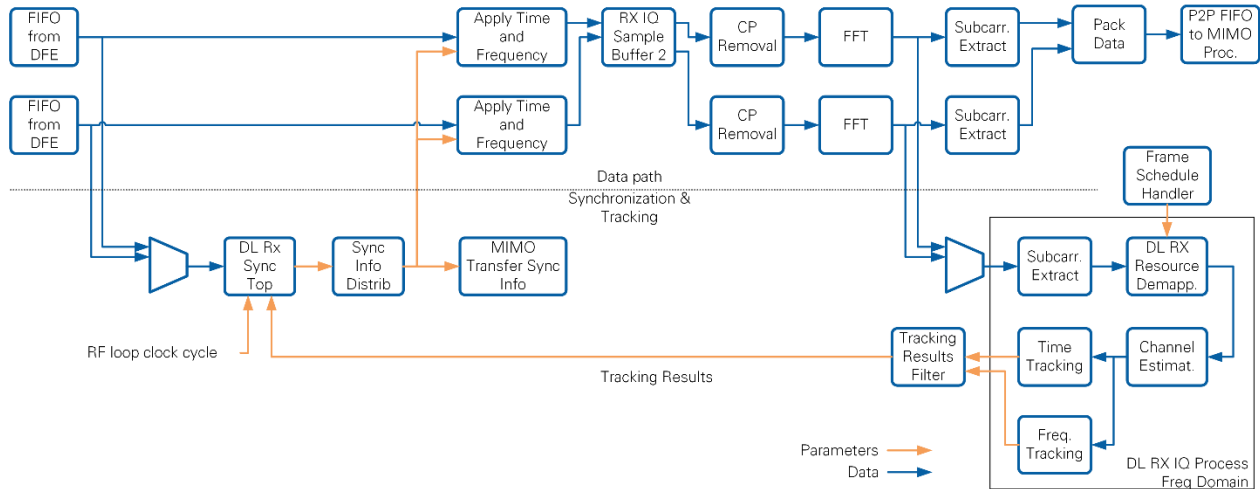 FIFO
from
DFE
Apply Time
and
Frequency
RX IQ
Sample
Buffer 2
CP
Removal
FFT
Subcarr.
Extract
Pack
Data
P2P FIFO
to MIMO
Proc.
FIFO
from
DFE
Apply Time
and
Frequency
CP
Removal
FFT
Subcarr.
Extract
Data path
Synchronization &
Tracking
Frame
Schedule
Handler
DL Rx
Sync
Top
Sync
Info
Distrib
MIMO
Transfer Sync
Info
Subcarr.
Extract
DL RX
Resource
Demapp.
RF loop clock cycle
Tracking Results
Tracking
Results
Filter
Time
Tracking
Channel
Estimat.
Freq.
Tracking
Parameters
Data
DL RX IQ Process
Freq Domain